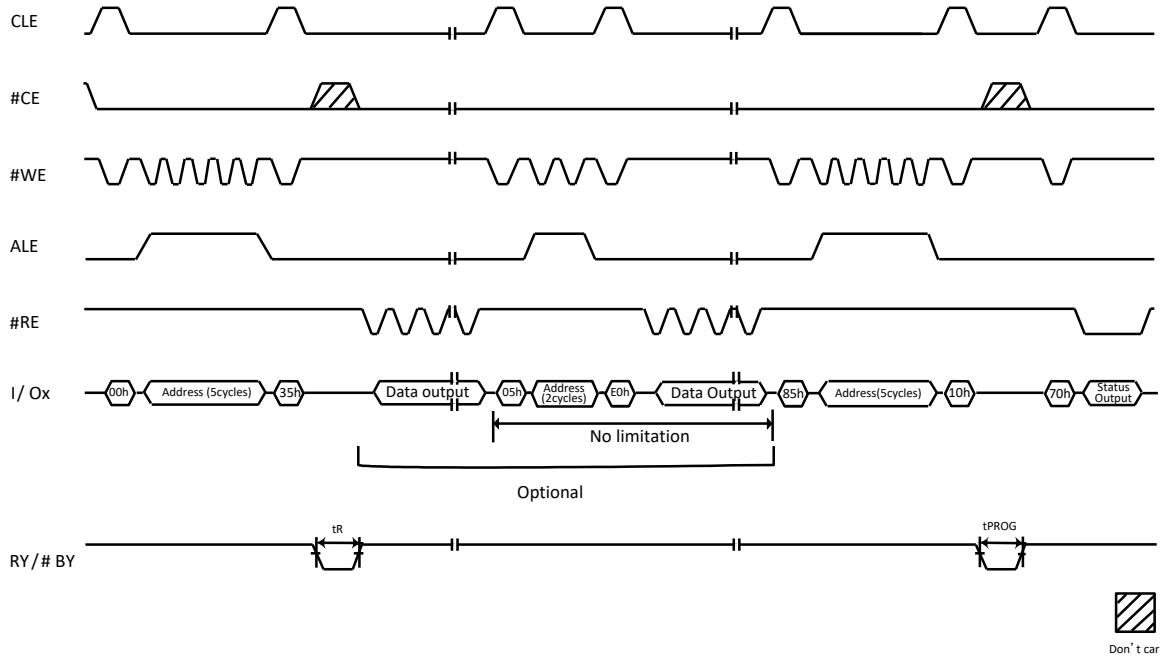 CLE
#CE
#WE
ALE
#RE
I/ Ox 00h Address (5cycles) 35h Data output 05h Address (2cycles) E0h Data Output 85h Address(5cycles) 10h 70h Status Output
No limitation
Optional
tR tPROG
RY/# BY
Don't car